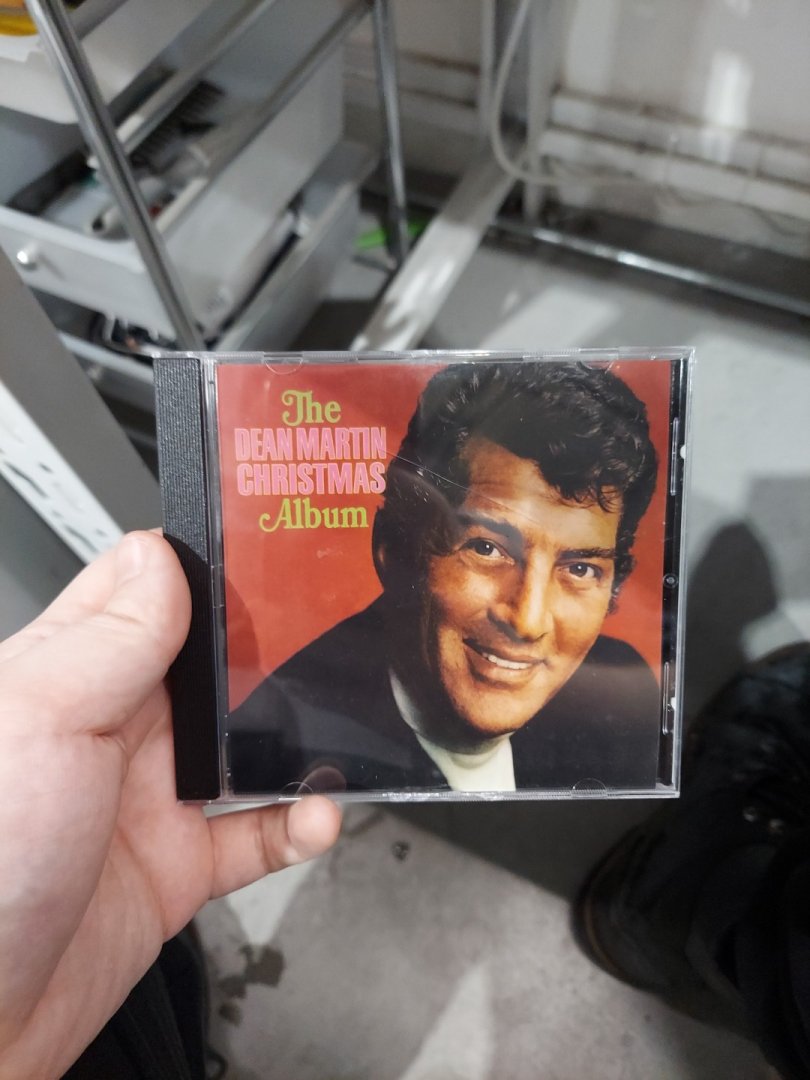 The
DEAN MARTIN
CHRISTMAS
Album